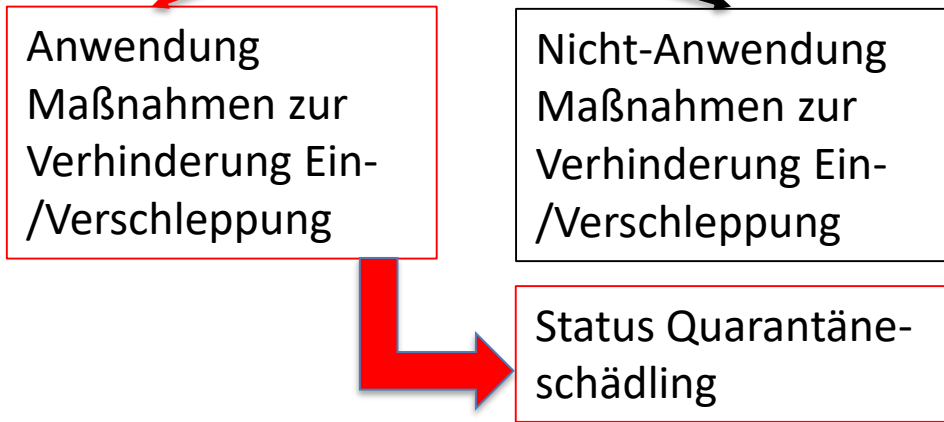 Anwendung
Maßnahmen zur
Verhinderung Ein-
/Verschleppung
Nicht-Anwendung
Maßnahmen zur
Verhinderung Ein-
/Verschleppung
Status Quarantäne-
schädling